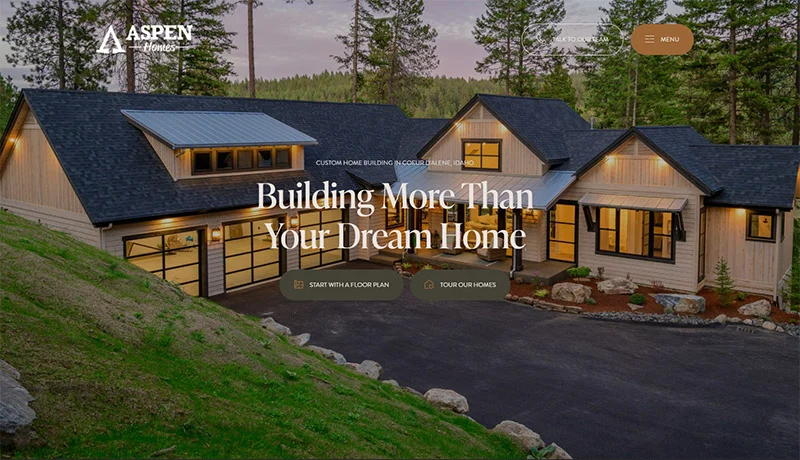 ASPEN
Homes
TALK TO OUR TEAM
MENU
CUSTOM HOME BUILDING IN COEUR D'ALENE, IDAHO
Building More Than
Your Dream Home
START WITH A FLOOR PLAN
TOUR OUR HOMES